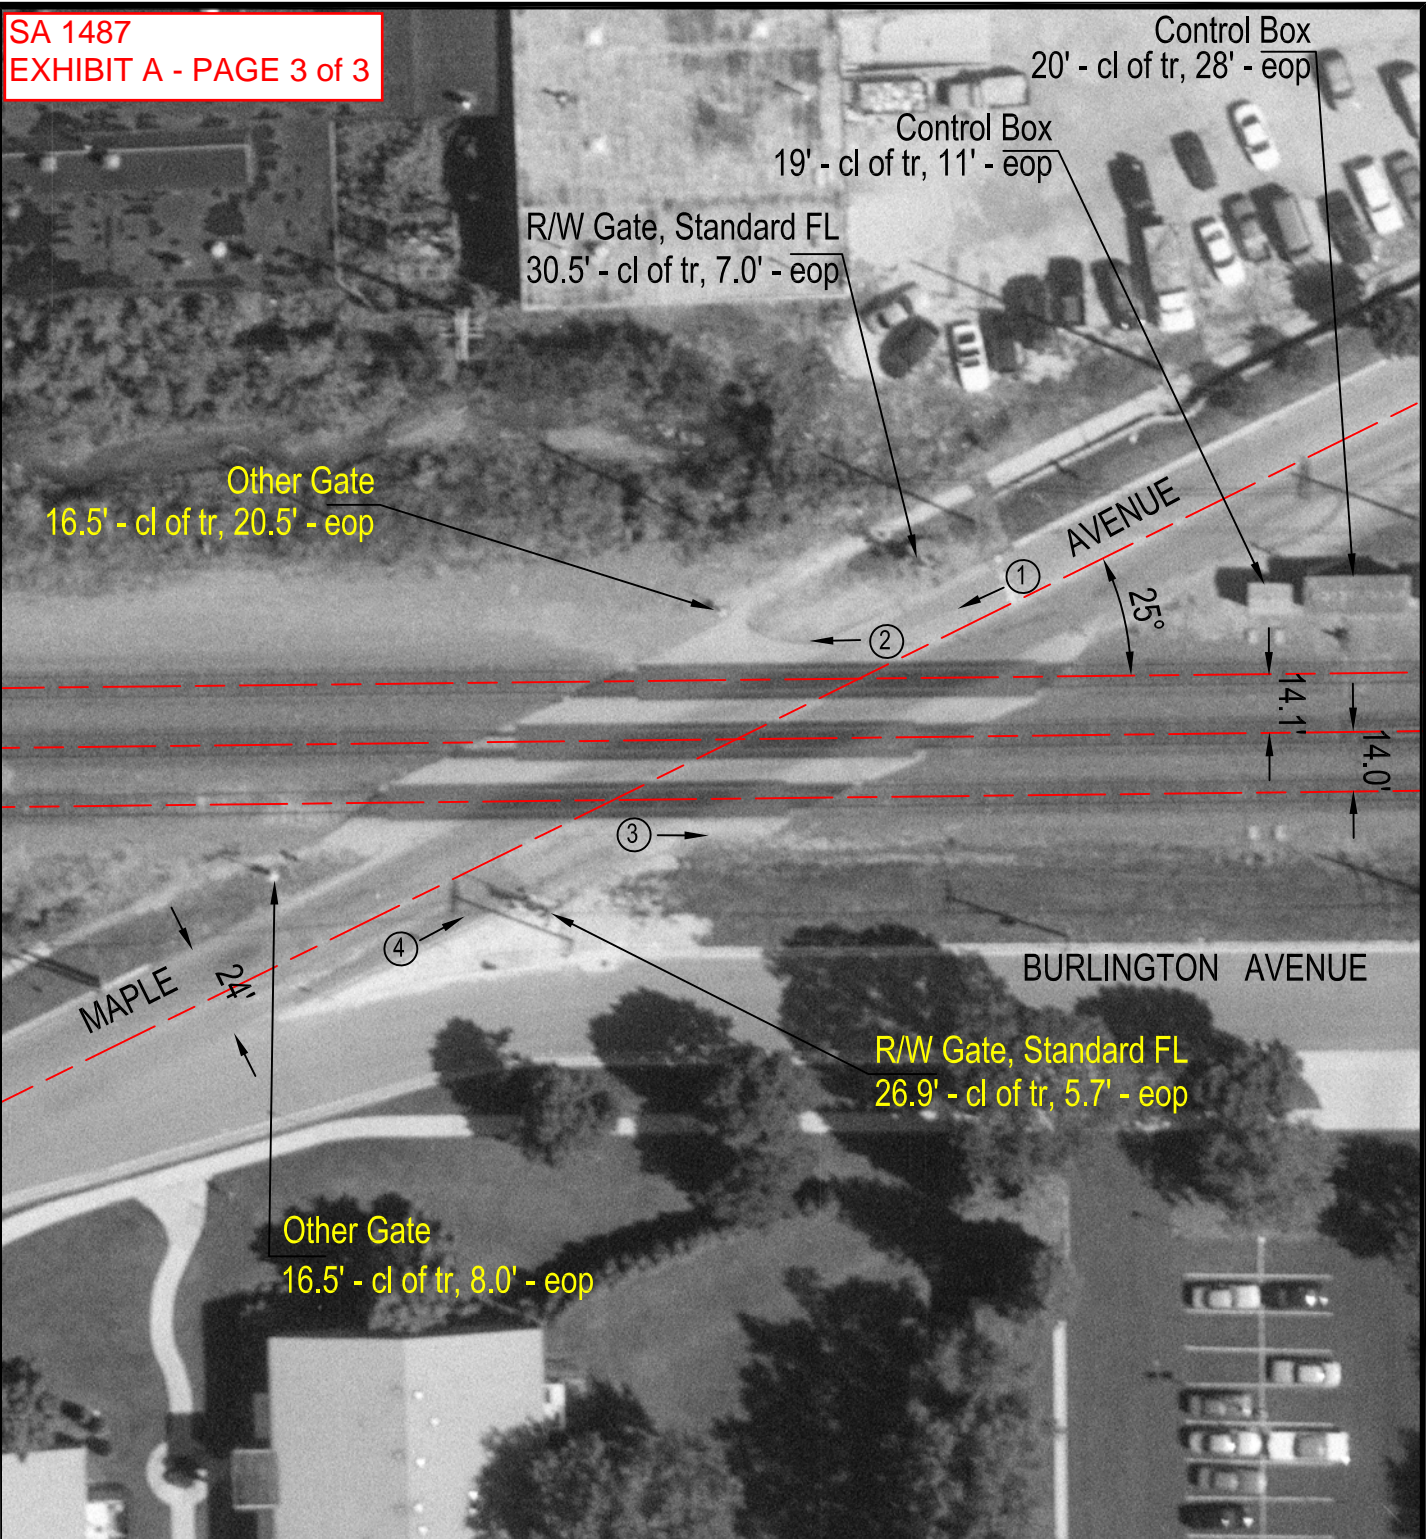 SA 1487
EXHIBIT A - PAGE 3 of 3
Control Box
20' - cl of tr, 28' - eop
Control Box
19' - cl of tr, 11' - eop
R/W Gate, Standard FL
30.5' - cl of tr, 7.0' - eop
Other Gate
16.5' - cl of tr, 20.5' - eop
AVENUE
1
25°
2
14.1'
14.0'
3
4
MAPLE
24'
BURLINGTON AVENUE
R/W Gate, Standard FL
26.9' - cl of tr, 5.7' - eop
Other Gate
16.5' - cl of tr, 8.0' - eop